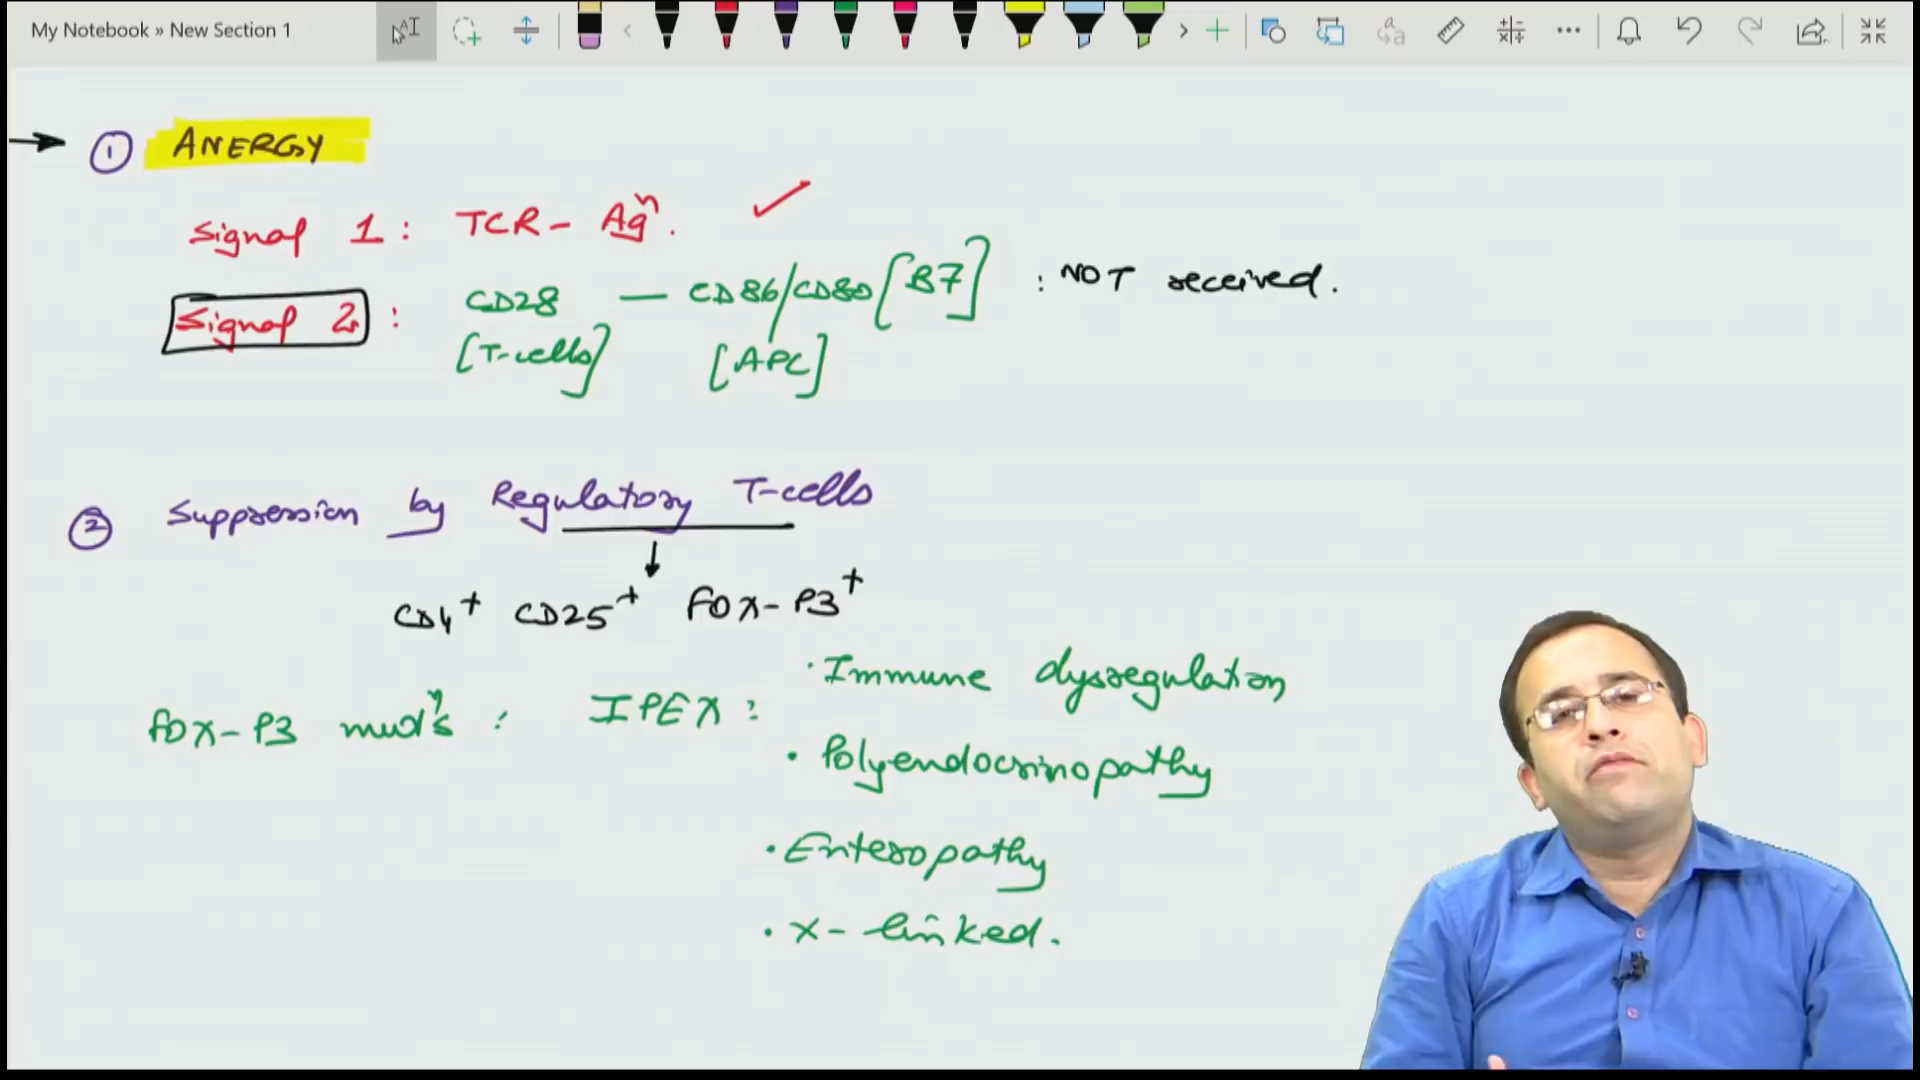 My Notebook » New Section 1
① ANERGY
Signal 1 : TCR - Agⁿ.
Signal 2 : CD28 — CD86/CD80 [B7] : NOT received.
[T-cells] [APC]
② Suppression by Regulatory T-cells
CD4⁺ CD25⁺ FOX-P3⁺
FOX-P3 mutⁿs : IPEX :
· Immune dysregulation
· Polyendocrinopathy
· Enteropathy
· X-linked.